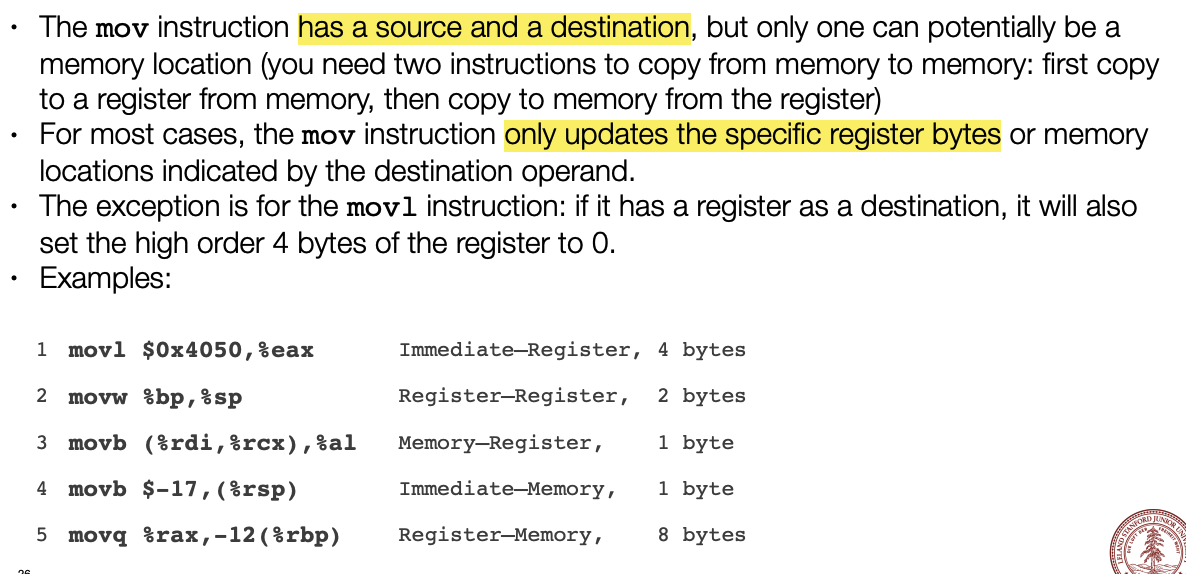 • The mov instruction has a source and a destination, but only one can potentially be a
memory location (you need two instructions to copy from memory to memory: first copy
to a register from memory, then copy to memory from the register)
• For most cases, the mov instruction only updates the specific register bytes or memory
locations indicated by the destination operand.
• The exception is for the movl instruction: if it has a register as a destination, it will also
set the high order 4 bytes of the register to 0.
• Examples:
1 movl $0x4050,%eax Immediate—Register, 4 bytes
2 movw %bp,%sp Register—Register, 2 bytes
3 movb (%rdi,%rcx),%al Memory—Register, 1 byte
4 movb $-17,(%rsp) Immediate—Memory, 1 byte
5 movq %rax,-12(%rbp) Register—Memory, 8 bytes
LELAND STANFORD JUNIOR